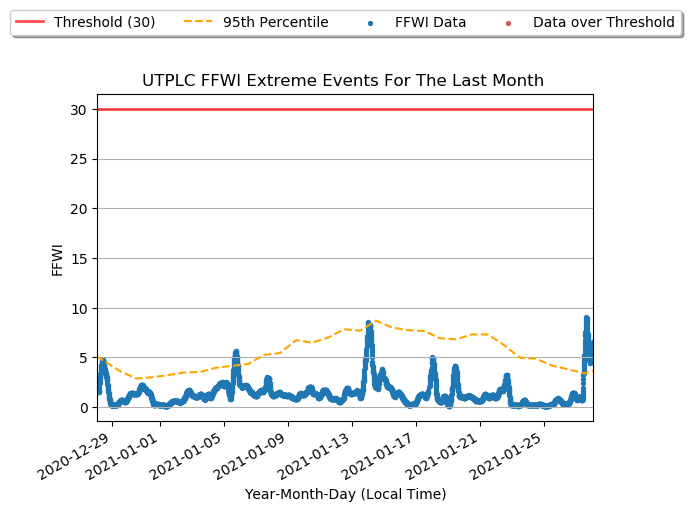 Threshold (30) 95th Percentile FFWI Data Data over Threshold
UTPLC FFWI Extreme Events For The Last Month
30
25
20
15
10
5
0
FFWI
2020-12-29 2021-01-01 2021-01-05 2021-01-09 2021-01-13 2021-01-17 2021-01-21 2021-01-25
Year-Month-Day (Local Time)